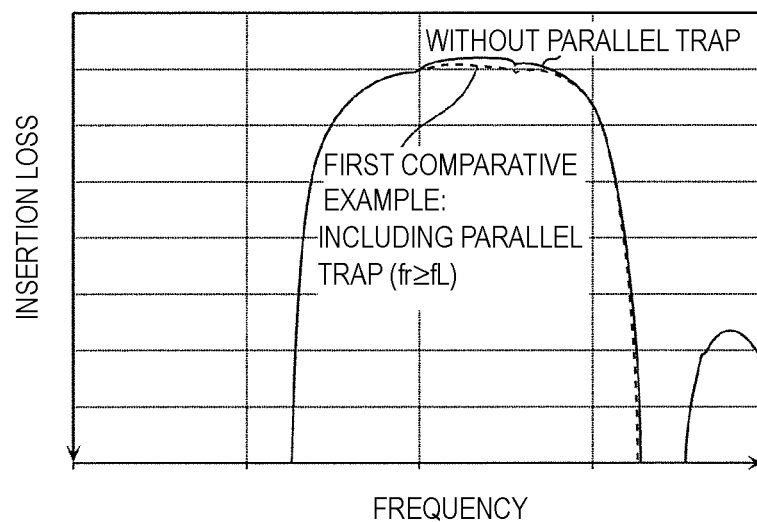 WITHOUT PARALLEL TRAP
FIRST COMPARATIVE
EXAMPLE:
INCLUDING PARALLEL
TRAP (fr≥fL)
INSERTION LOSS
FREQUENCY